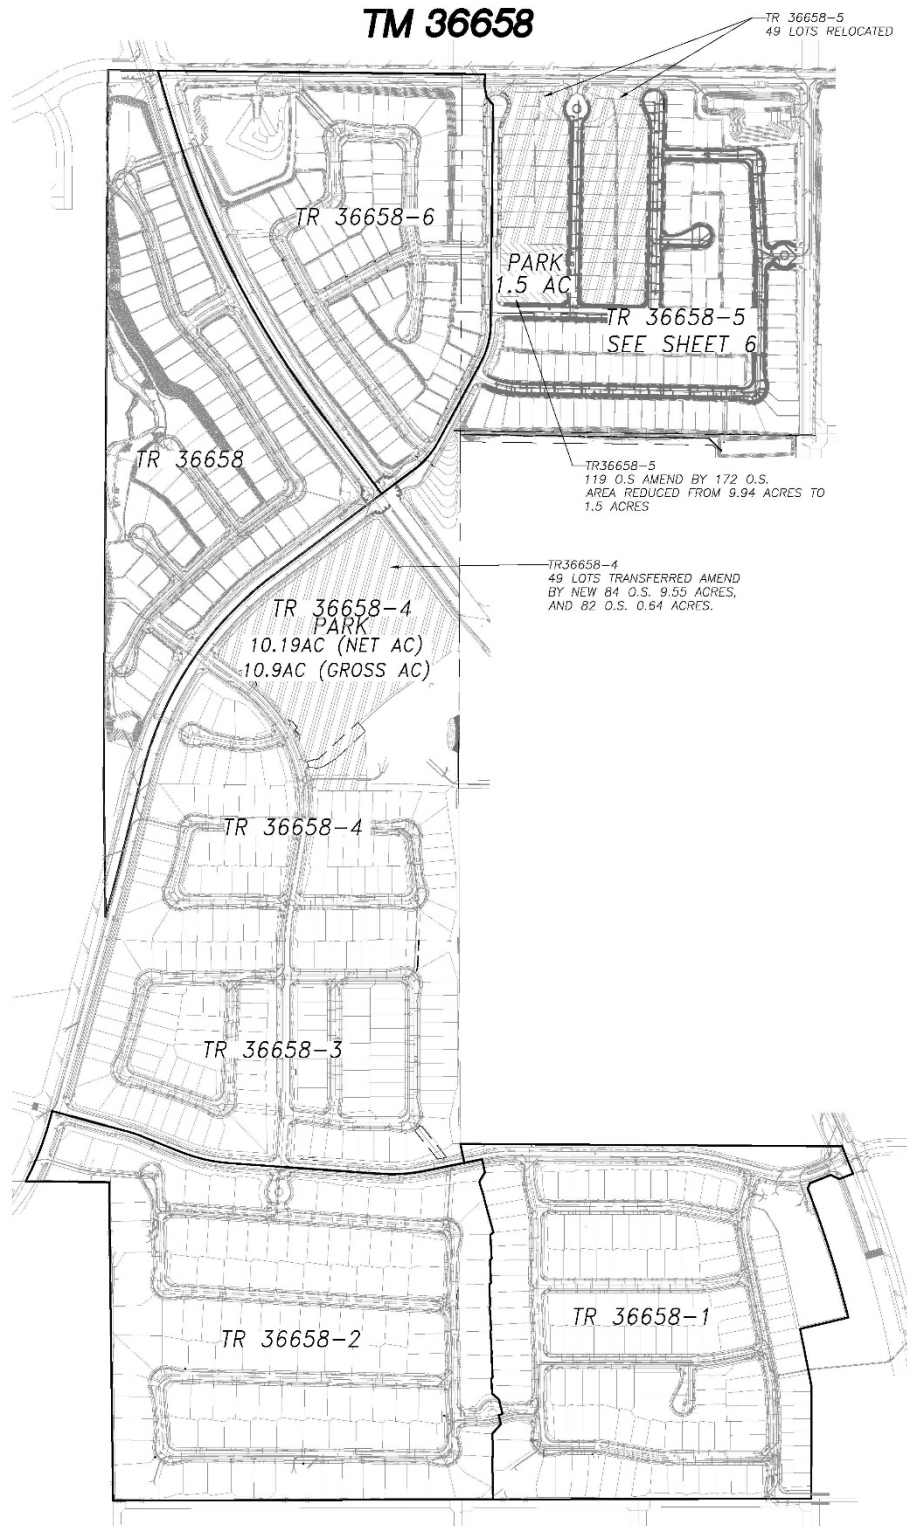 TM 36658
TR 36658-5
49 LOTS RELOCATED
TR 36658-6
PARK
1.5 AC
TR 36658-5
SEE SHEET 6
TR 36658
TR36658-5
119 O.S AMEND BY 172 O.S.
AREA REDUCED FROM 9.94 ACRES TO
1.5 ACRES
TR36658-4
49 LOTS TRANSFERRED AMEND
BY NEW 84 O.S. 9.55 ACRES,
AND 82 O.S. 0.64 ACRES.
TR 36658-4
PARK
10.19AC (NET AC)
10.9AC (GROSS AC)
TR 36658-4
TR 36658-3
TR 36658-1
TR 36658-2